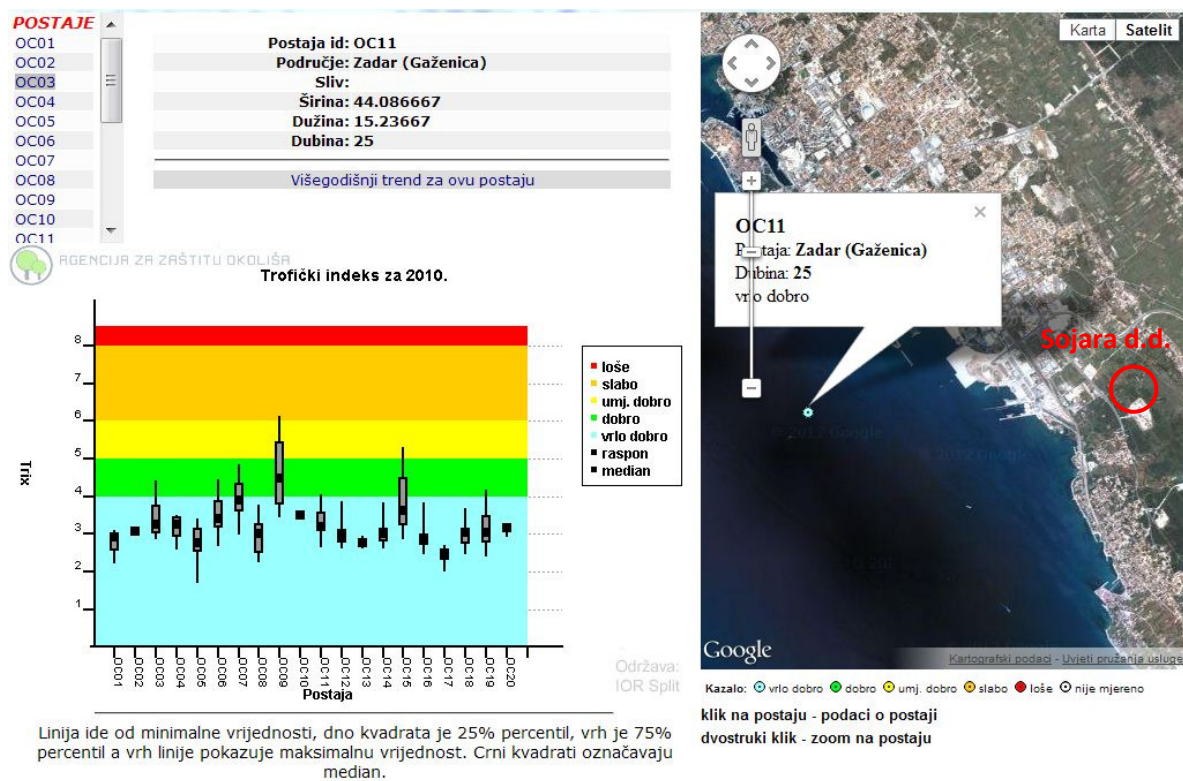 POSTAJE
OC01
OC02
OC03
OC04
OC05
OC06
OC07
OC08
OC09
OC10
OC11
Postaja id: OC11
Područje: Zadar (Gaženica)
Sliv:
Širina: 44.086667
Dužina: 15.23667
Dubina: 25
Višegodišnji trend za ovu postaju
AGENCIJA ZA ZAŠTITU OKOLIŠA
Trofički indeks za 2010.
Trix
8
7
6
5
4
3
2
1
OC01
OC02
OC03
OC04
OC05
OC06
OC07
OC08
OC09
OC10
OC11
OC12
OC13
OC14
OC15
OC16
OC17
OC18
OC19
OC20
Postaja
loše
slabo
umj. dobro
dobro
vrlo dobro
raspon
median
Održava:
IOR Split
Linija ide od minimalne vrijednosti, dno kvadrata je 25% percentil, vrh je 75%
percentil a vrh linije pokazuje maksimalnu vrijednost. Crni kvadrati označavaju
median.
Karta Satelit
OC11
Postaja: Zadar (Gaženica)
Dubina: 25
vrlo dobro
Sojara d.d.
© 2012 Google
© 2012 Google
Google
Kartografski podaci - Uvjeti pružanja usluge
Kazalo: vrlo dobro dobro umj. dobro slabo loše nije mjereno
klik na postaju - podaci o postaji
dvostruki klik - zoom na postaju